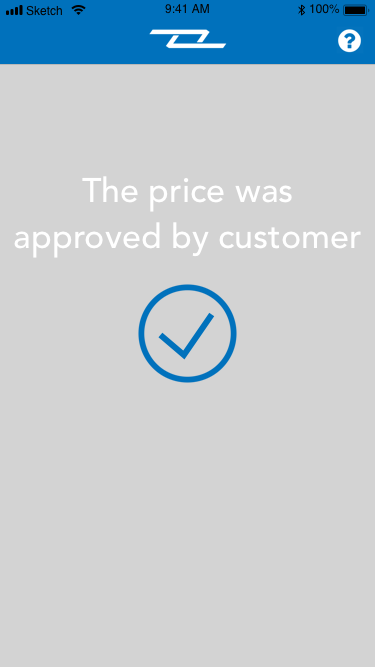 Sketch 9:41 AM 100%
?
The price was
approved by customer